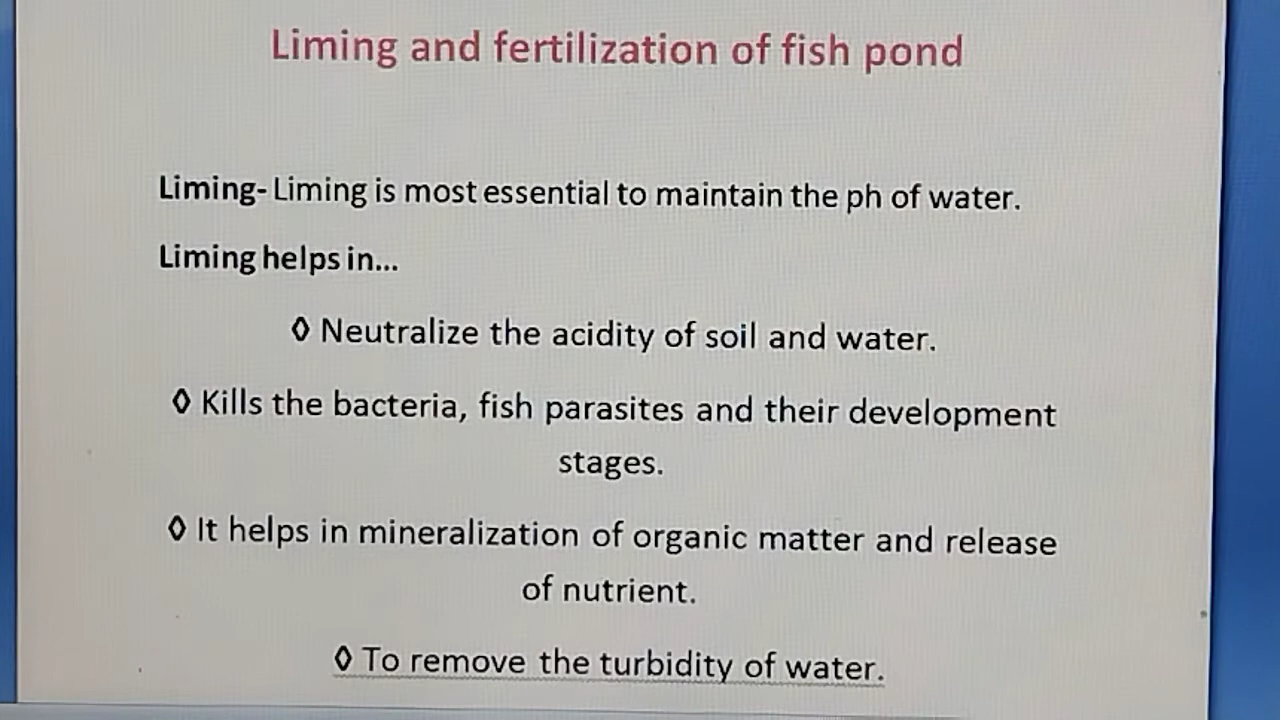 Liming and fertilization of fish pond
Liming- Liming is most essential to maintain the ph of water.
Liming helps in...
◊ Neutralize the acidity of soil and water.
◊ Kills the bacteria, fish parasites and their development
stages.
◊ It helps in mineralization of organic matter and release
of nutrient.
◊ To remove the turbidity of water.